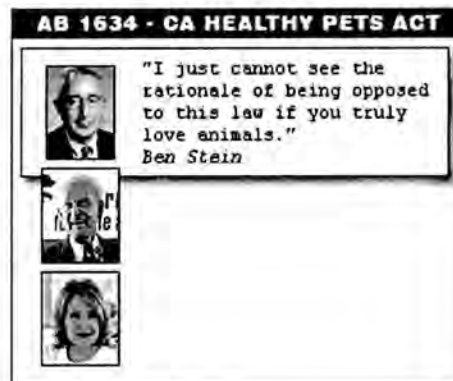 AB 1634 - CA HEALTHY PETS ACT
"I just cannot see the
rationale of being opposed
to this law if you truly
love animals."
Ben Stein